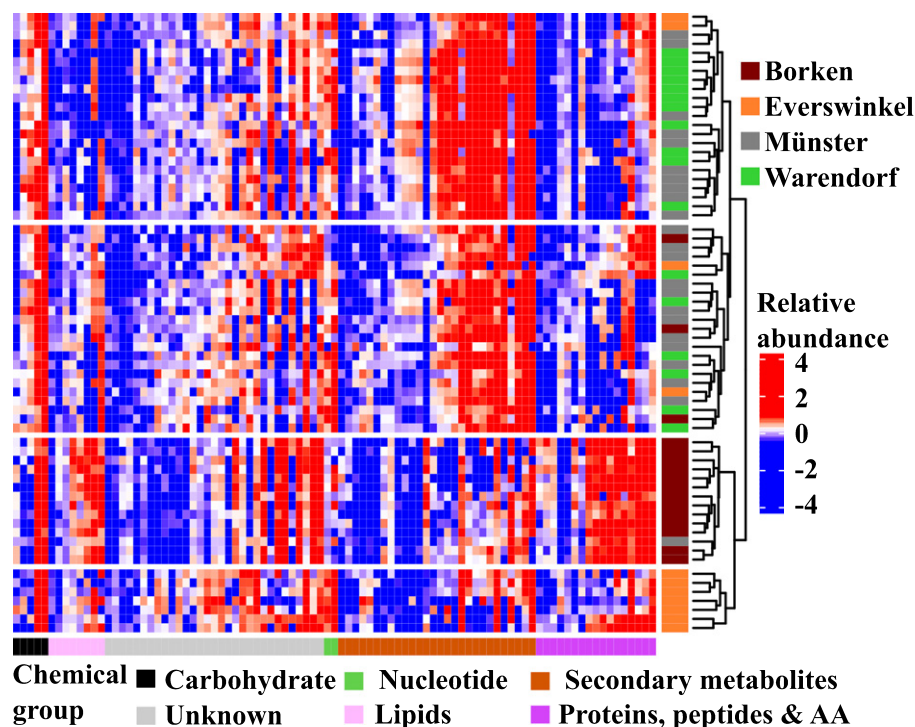 Borken
Everswinkel
Münster
Warendorf
Relative
abundance
4
2
0
-2
-4
Chemical
group
Carbohydrate
Nucleotide
Secondary metabolites
Unknown
Lipids
Proteins, peptides & AA